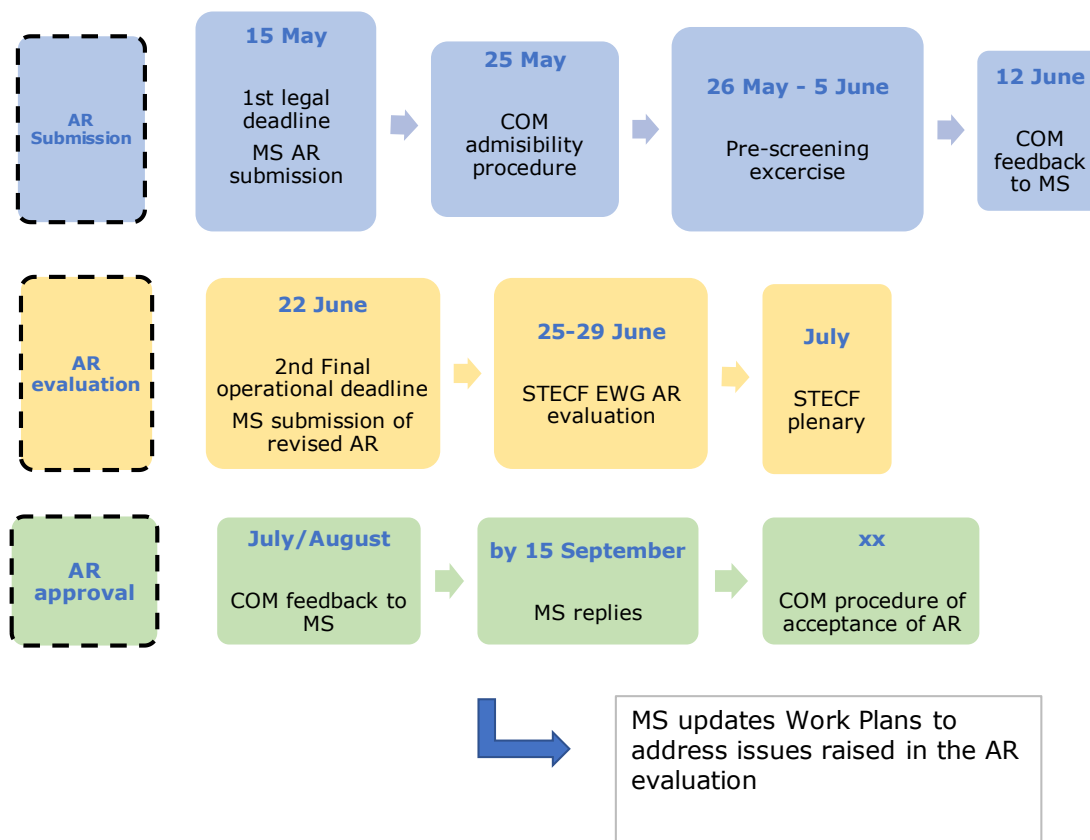 AR
Submission
15 May
1st legal
deadline
MS AR
submission
25 May
COM
admisibility
procedure
26 May - 5 June
Pre-screening
excercise
12 June
COM
feedback
to MS
AR
evaluation
22 June
2nd Final
operational deadline
MS submission of
revised AR
25-29 June
STECF EWG AR
evaluation
July
STECF
plenary
AR
approval
July/August
COM feedback to
MS
by 15 September
MS replies
xx
COM procedure of
acceptance of AR
MS updates Work Plans to
address issues raised in the AR
evaluation